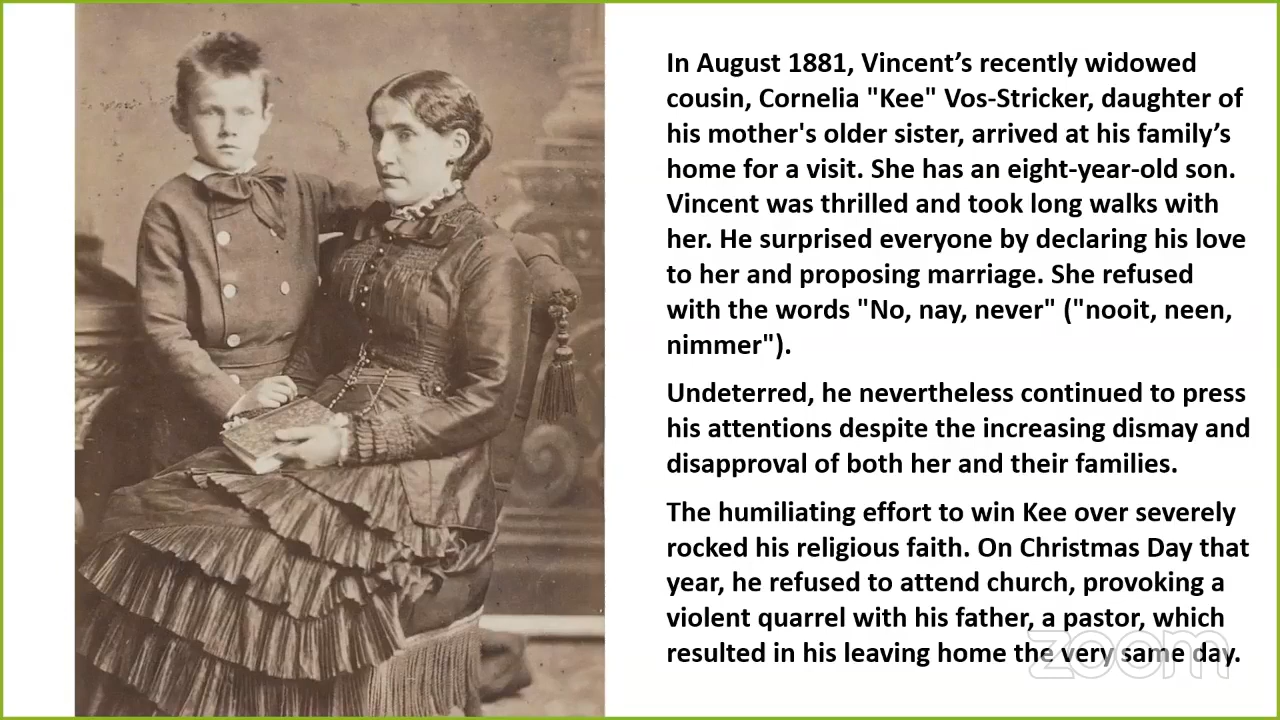 In August 1881, Vincent’s recently widowed
cousin, Cornelia "Kee" Vos-Stricker, daughter of
his mother's older sister, arrived at his family’s
home for a visit. She has an eight-year-old son.
Vincent was thrilled and took long walks with
her. He surprised everyone by declaring his love
to her and proposing marriage. She refused
with the words "No, nay, never" ("nooit, neen,
nimmer").
Undeterred, he nevertheless continued to press
his attentions despite the increasing dismay and
disapproval of both her and their families.
The humiliating effort to win Kee over severely
rocked his religious faith. On Christmas Day that
year, he refused to attend church, provoking a
violent quarrel with his father, a pastor, which
resulted in his leaving home the very same day.
zoom